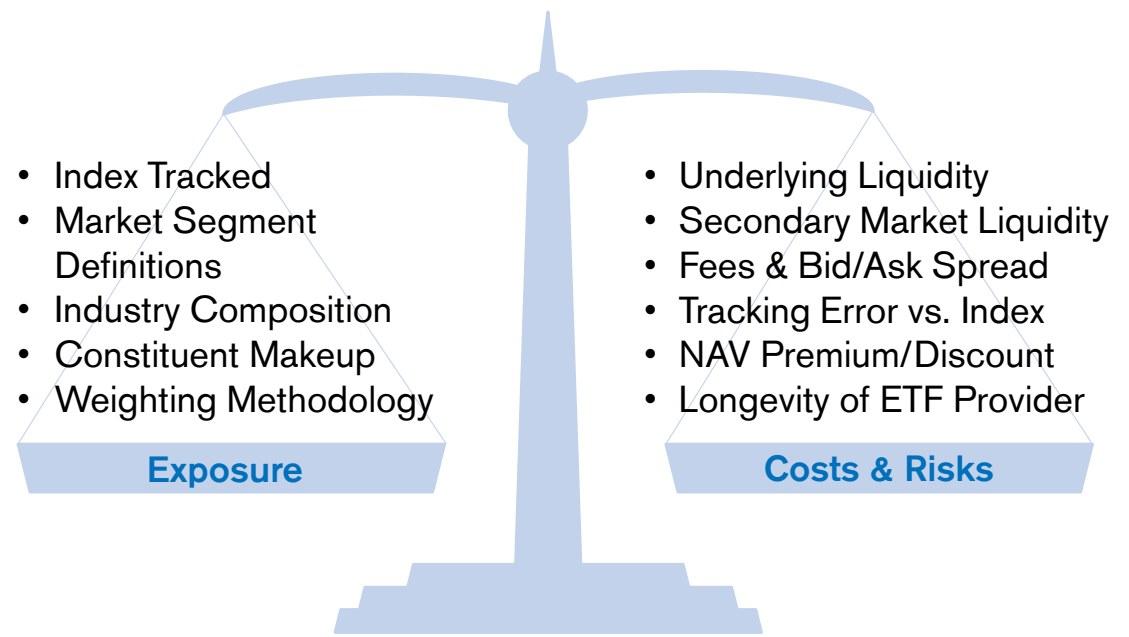 • Index Tracked
• Market Segment
Definitions
• Industry Composition
• Constituent Makeup
• Weighting Methodology
Exposure
• Underlying Liquidity
• Secondary Market Liquidity
• Fees & Bid/Ask Spread
• Tracking Error vs. Index
• NAV Premium/Discount
• Longevity of ETF Provider
Costs & Risks